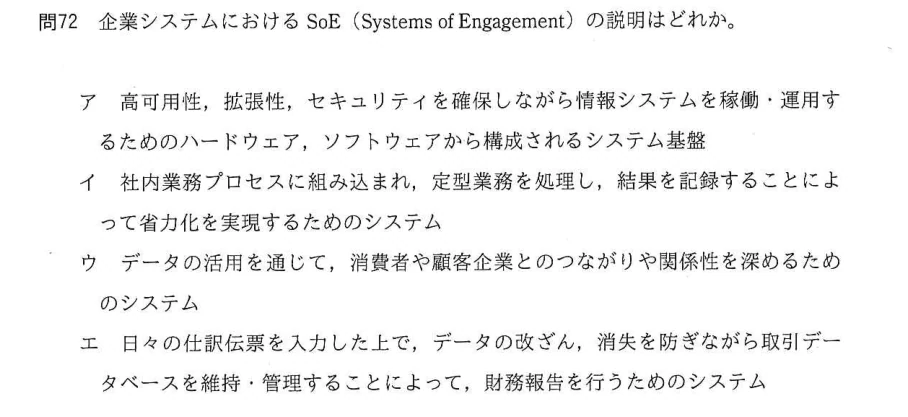 問72 企業システムにおける SoE（Systems of Engagement）の説明はどれか。
ア 高可用性，拡張性，セキュリティを確保しながら情報システムを稼働・運用す
るためのハードウェア，ソフトウェアから構成されるシステム基盤
イ 社内業務プロセスに組み込まれ，定型業務を処理し，結果を記録することによ
って省力化を実現するためのシステム
ウ データの活用を通じて，消費者や顧客企業とのつながりや関係性を深めるため
のシステム
エ 日々の仕訳伝票を入力した上で，データの改ざん，消失を防ぎながら取引デー
タベースを維持・管理することによって，財務報告を行うためのシステム